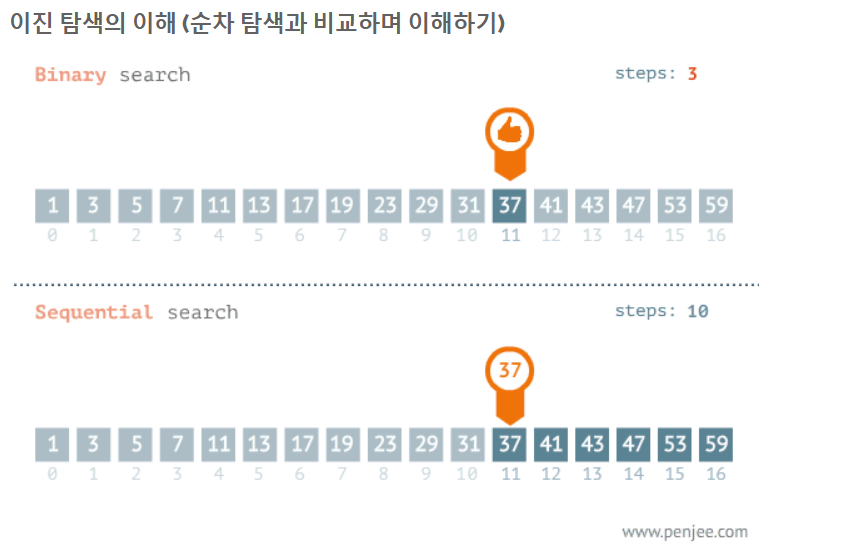 이진 탐색의 이해 (순차 탐색과 비교하며 이해하기)
Binary search steps: 3
1 3 5 7 11 13 17 19 23 29 31 37 41 43 47 53 59
0 1 2 3 4 5 6 7 8 9 10 11 12 13 14 15 16
Sequential search steps: 10
37
1 3 5 7 11 13 17 19 23 29 31 37 41 43 47 53 59
0 1 2 3 4 5 6 7 8 9 10 11 12 13 14 15 16
www.penjee.com